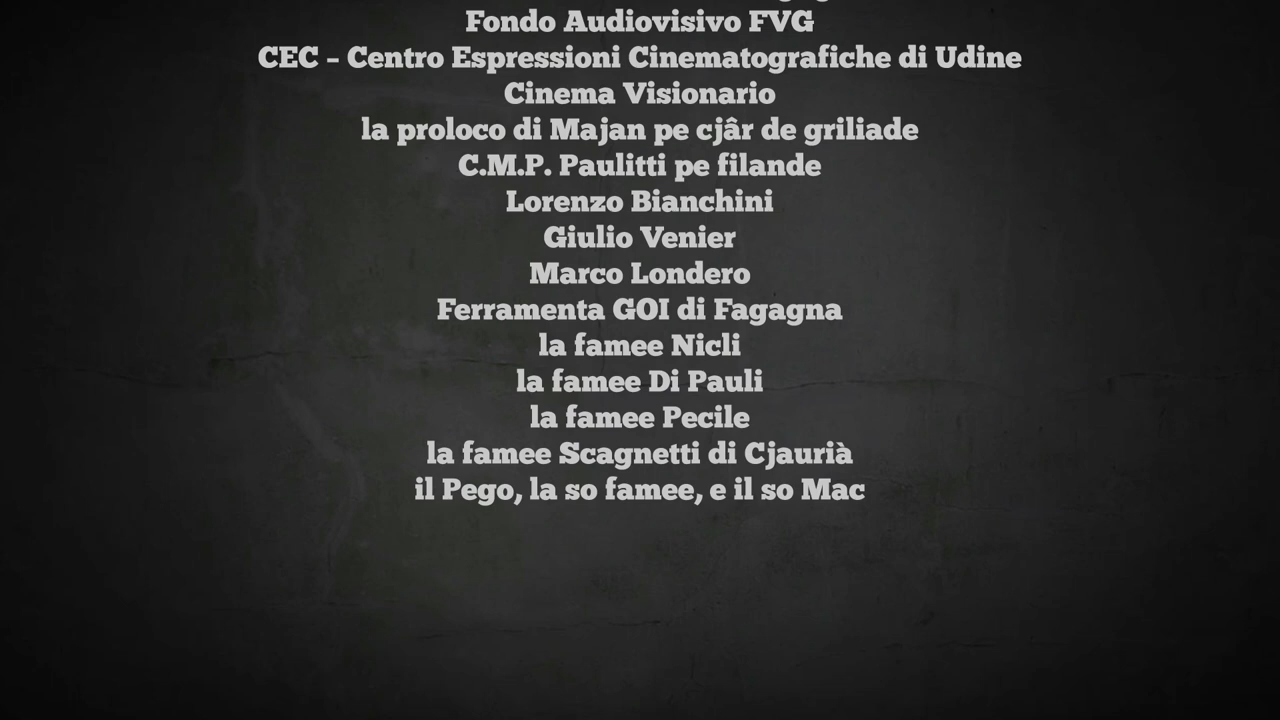 Fondo Audiovisivo FVG
CEC – Centro Espressioni Cinematografiche di Udine
Cinema Visionario
la proloco di Majan pe cjâr de griliade
C.M.P. Paulitti pe filande
Lorenzo Bianchini
Giulio Venier
Marco Londero
Ferramenta GOI di Fagagna
la famee Nicli
la famee Di Pauli
la famee Pecile
la famee Scagnetti di Cjaurià
il Pego, la so famee, e il so Mac